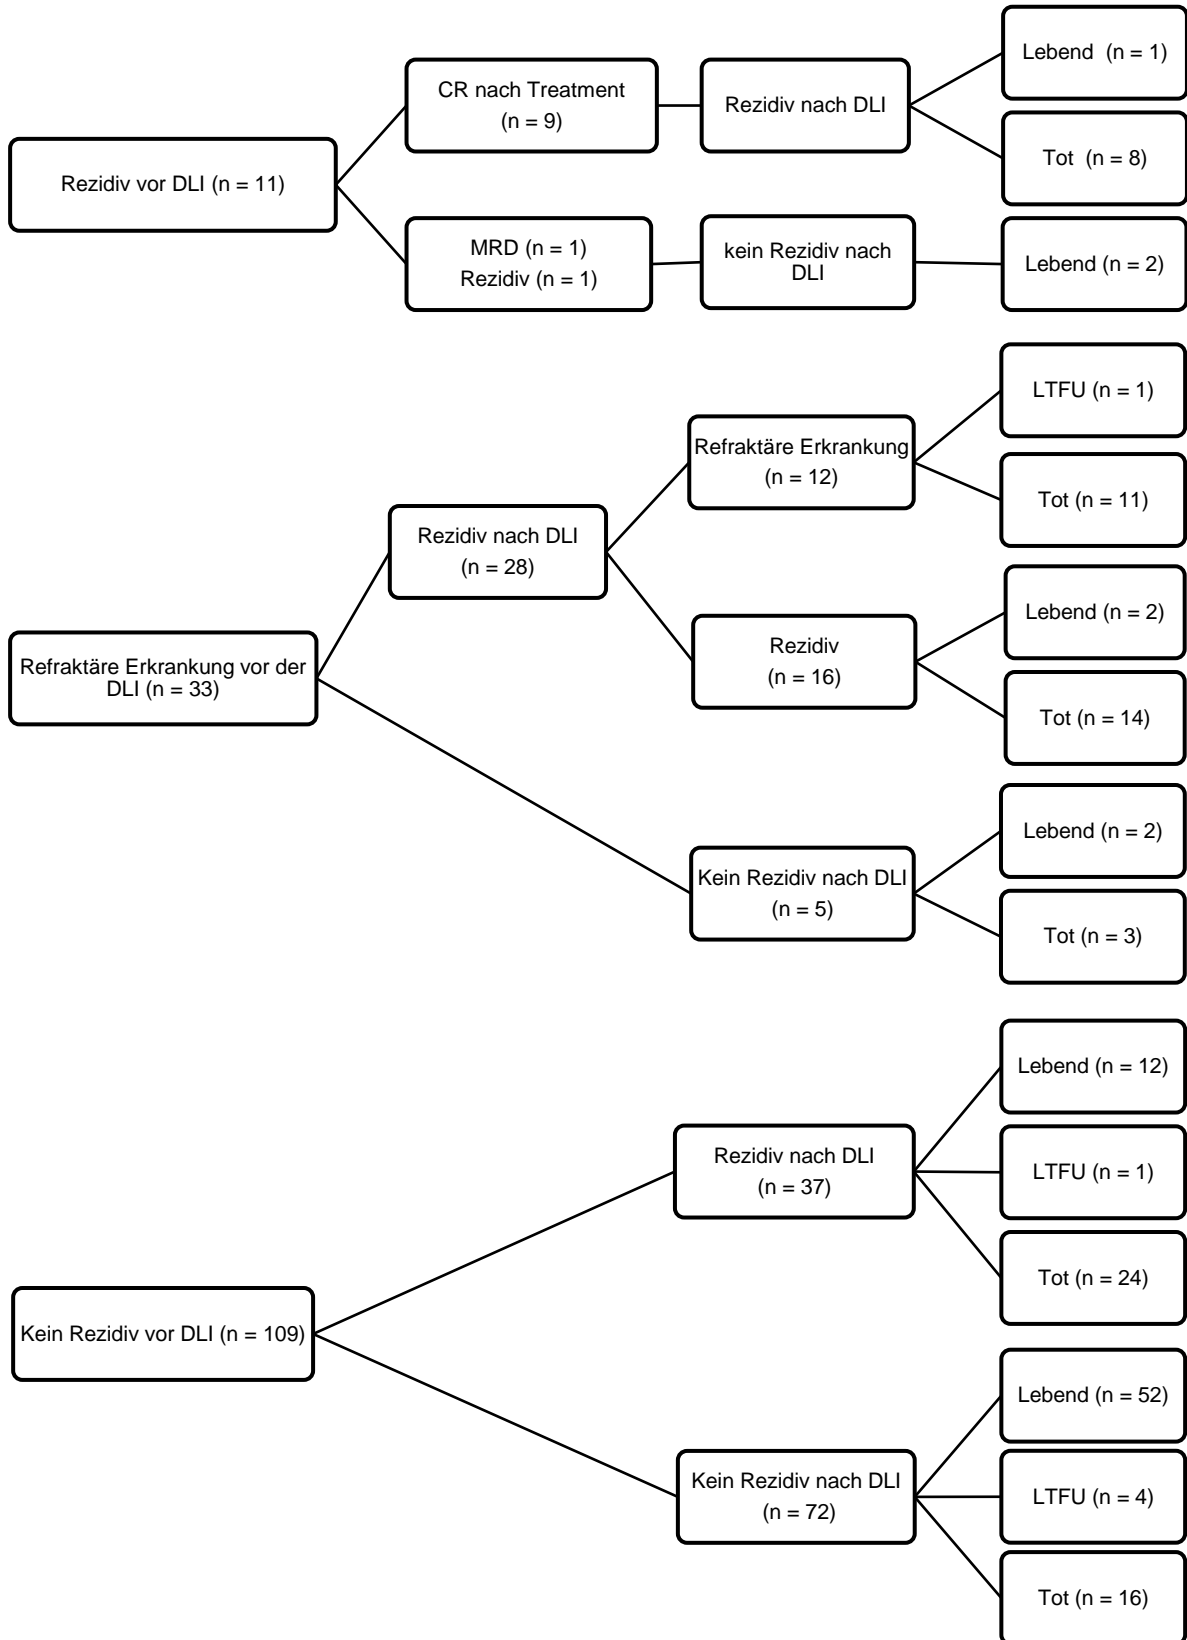 Rezidiv vor DLI (n = 11)
CR nach Treatment
(n = 9)
Rezidiv nach DLI
Lebend (n = 1)
Tot (n = 8)
MRD (n = 1)
Rezidiv (n = 1)
kein Rezidiv nach
DLI
Lebend (n = 2)
Refraktäre Erkrankung vor der
DLI (n = 33)
Rezidiv nach DLI
(n = 28)
Refraktäre Erkrankung
(n = 12)
LTFU (n = 1)
Tot (n = 11)
Rezidiv
(n = 16)
Lebend (n = 2)
Tot (n = 14)
Kein Rezidiv nach DLI
(n = 5)
Lebend (n = 2)
Tot (n = 3)
Kein Rezidiv vor DLI (n = 109)
Rezidiv nach DLI
(n = 37)
Lebend (n = 12)
LTFU (n = 1)
Tot (n = 24)
Kein Rezidiv nach DLI
(n = 72)
Lebend (n = 52)
LTFU (n = 4)
Tot (n = 16)